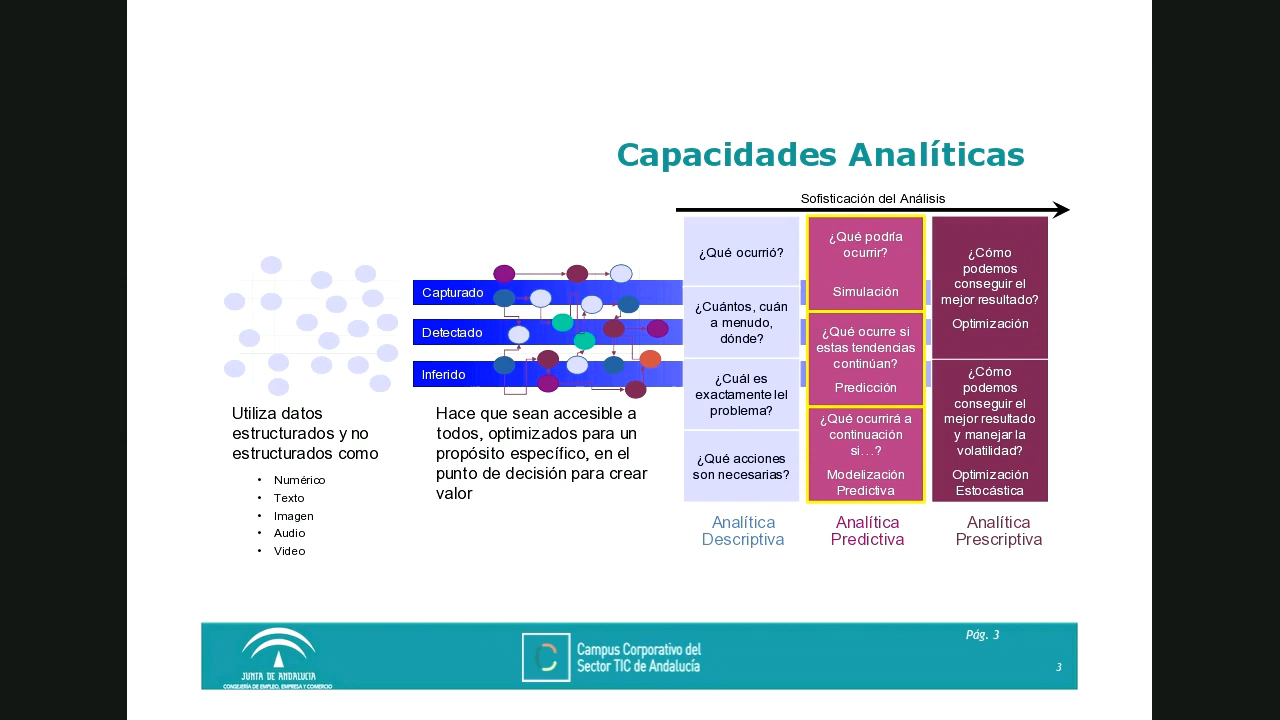 Capacidades Analíticas
Sofisticación del Análisis
Capturado
Detectado
Inferido
Utiliza datos
estructurados y no
estructurados como
• Numérico
• Texto
• Imagen
• Audio
• Video
Hace que sean accesible a
todos, optimizados para un
propósito específico, en el
punto de decisión para crear
valor
¿Qué ocurrió?
¿Cuántos, cuán
a menudo,
dónde?
¿Cuál es
exactamente lel
problema?
¿Qué acciones
son necesarias?
Analítica
Descriptiva
¿Qué podría
ocurrir?
Simulación
¿Qué ocurre si
estas tendencias
continúan?
Predicción
¿Qué ocurrirá a
continuación
si…?
Modelización
Predictiva
Analítica
Predictiva
¿Cómo
podemos
conseguir el
mejor resultado?
Optimización
¿Cómo
podemos
conseguir el
mejor resultado
y manejar la
volatilidad?
Optimización
Estocástica
Analítica
Prescriptiva
JUNTA DE ANDALUCIA
CONSEJERÍA DE EMPLEO, EMPRESA Y COMERCIO
Campus Corporativo del
Sector TIC de Andalucía
Pág. 3
3